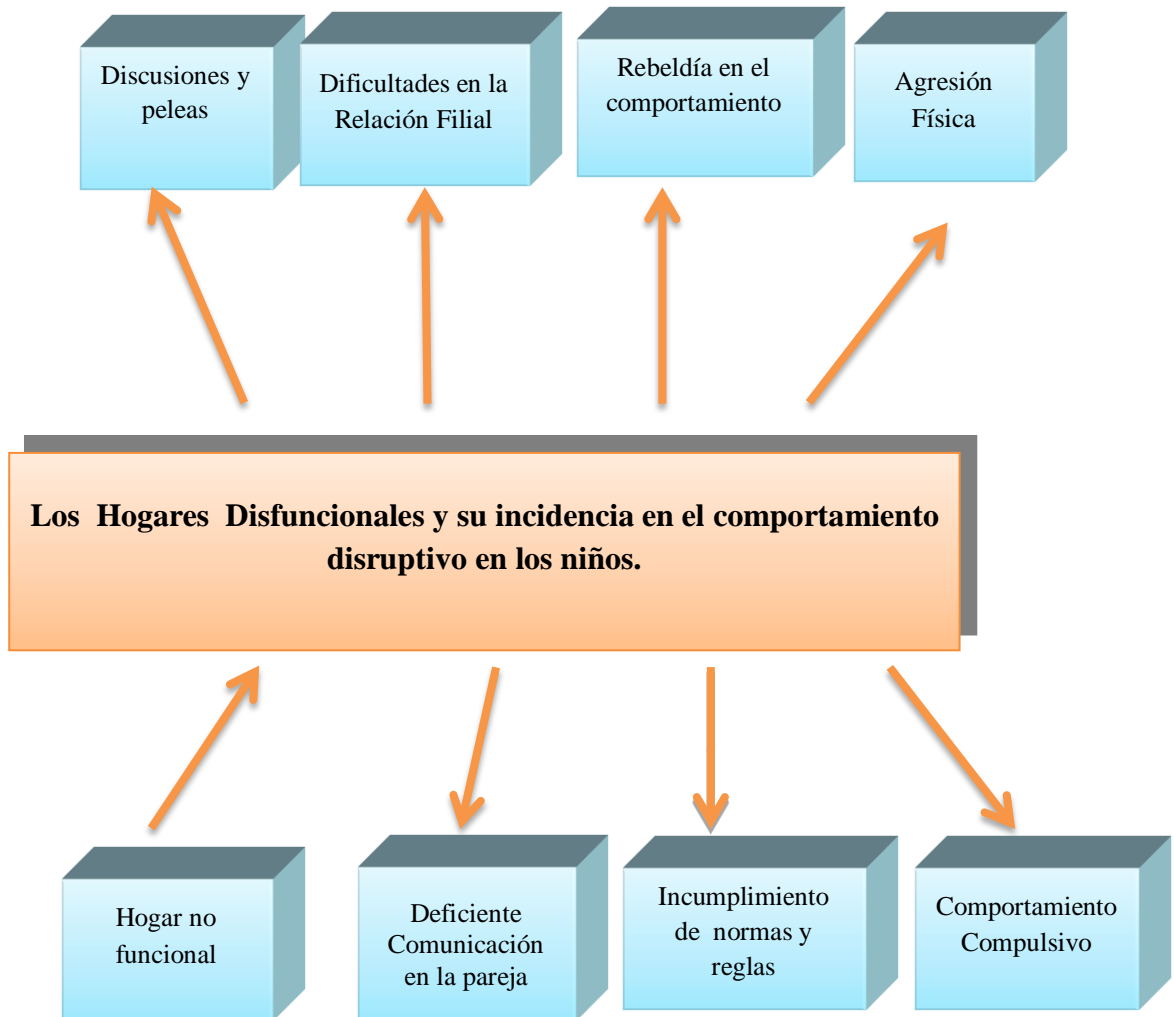 Discusiones y
peleas
Dificultades en la
Relación Filial
Rebeldía en el
comportamiento
Agresión
Física
Los Hogares Disfuncionales y su incidencia en el comportamiento
disruptivo en los niños.
Hogar no
funcional
Deficiente
Comunicación
en la pareja
Incumplimiento
de normas y
reglas
Comportamiento
Compulsivo